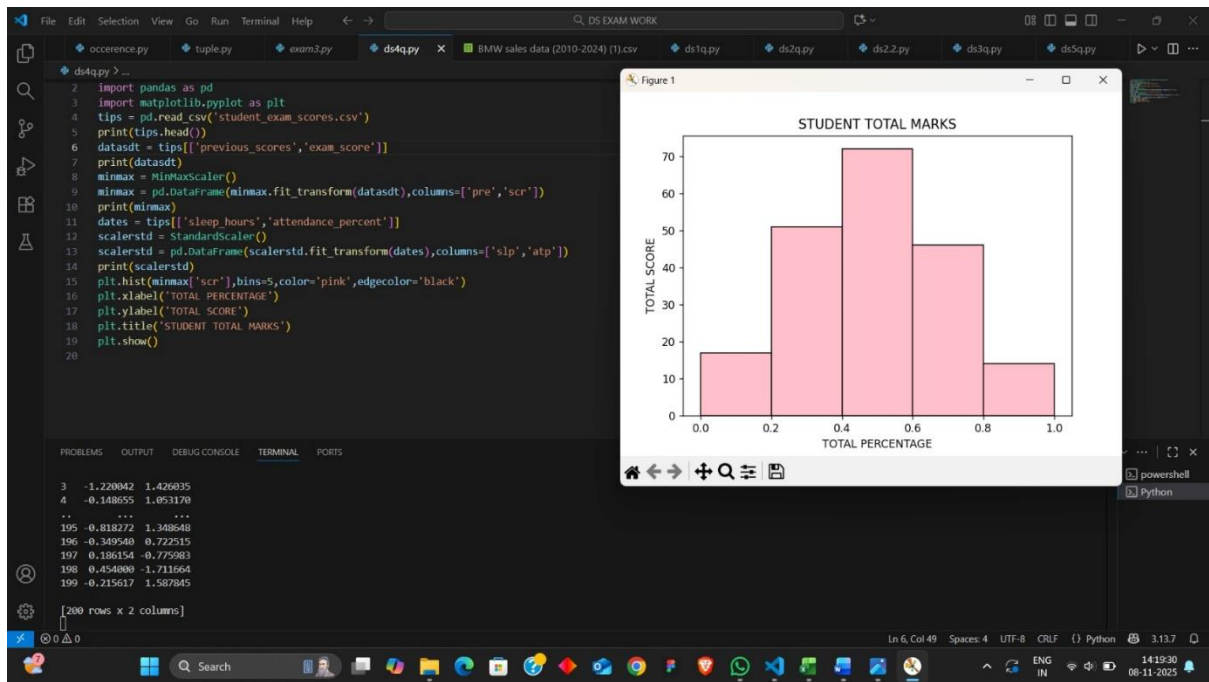 File Edit Selection View Go Run Terminal Help
DS EXAM WORK
occerence.py tuple.py exam3.py ds4q.py BMW sales data (2010-2024) (1).csv ds1q.py ds2q.py ds2.2.py ds3q.py ds5q.py
ds4q.py > ...
2 import pandas as pd
3 import matplotlib.pyplot as plt
4 tips = pd.read_csv('student_exam_scores.csv')
5 print(tips.head())
6 datasdt = tips[['previous_scores','exam_score']]
7 print(datasdt)
8 minmax = MinMaxScaler()
9 minmax = pd.DataFrame(minmax.fit_transform(datasdt),columns=['pre','scr'])
10 print(minmax)
11 dates = tips[['sleep_hours','attendance_percent']]
12 scalerstd = StandardScaler()
13 scalerstd = pd.DataFrame(scalerstd.fit_transform(dates),columns=['slp','atp'])
14 print(scalerstd)
15 plt.hist(minmax['scr'],bins=5,color='pink',edgecolor='black')
16 plt.xlabel('TOTAL PERCENTAGE')
17 plt.ylabel('TOTAL SCORE')
18 plt.title('STUDENT TOTAL MARKS')
19 plt.show()
20
Figure 1
STUDENT TOTAL MARKS
TOTAL SCORE
70
60
50
40
30
20
10
0
0.0 0.2 0.4 0.6 0.8 1.0
TOTAL PERCENTAGE
PROBLEMS OUTPUT DEBUG CONSOLE TERMINAL PORTS
powershell
Python
3 -1.220042 1.426035
4 -0.148655 1.053170
.. ... ...
195 -0.818272 1.348648
196 -0.349540 0.722515
197 0.186154 -0.775983
198 0.454000 -1.711664
199 -0.215617 1.587845
[200 rows x 2 columns]
0 0 Ln 6, Col 49 Spaces: 4 UTF-8 CRLF {} Python 3.13.7
Search
ENG
IN
14:19:30
08-11-2025